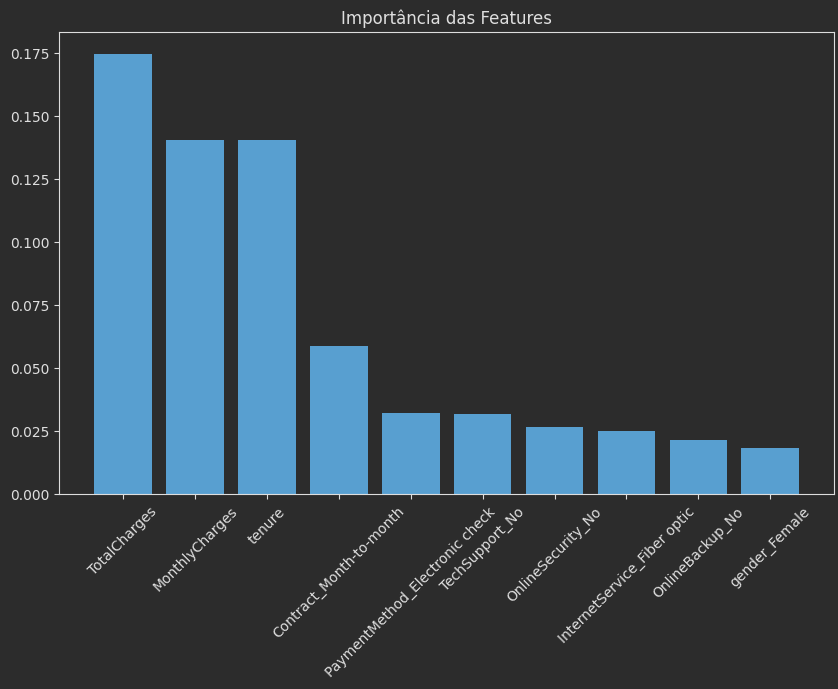 Importância das Features
0.175
0.150
0.125
0.100
0.075
0.050
0.025
0.000
TotalCharges
MonthlyCharges
tenure
Contract_Month-to-month
PaymentMethod_Electronic check
TechSupport_No
OnlineSecurity_No
InternetService_Fiber optic
OnlineBackup_No
gender_Female